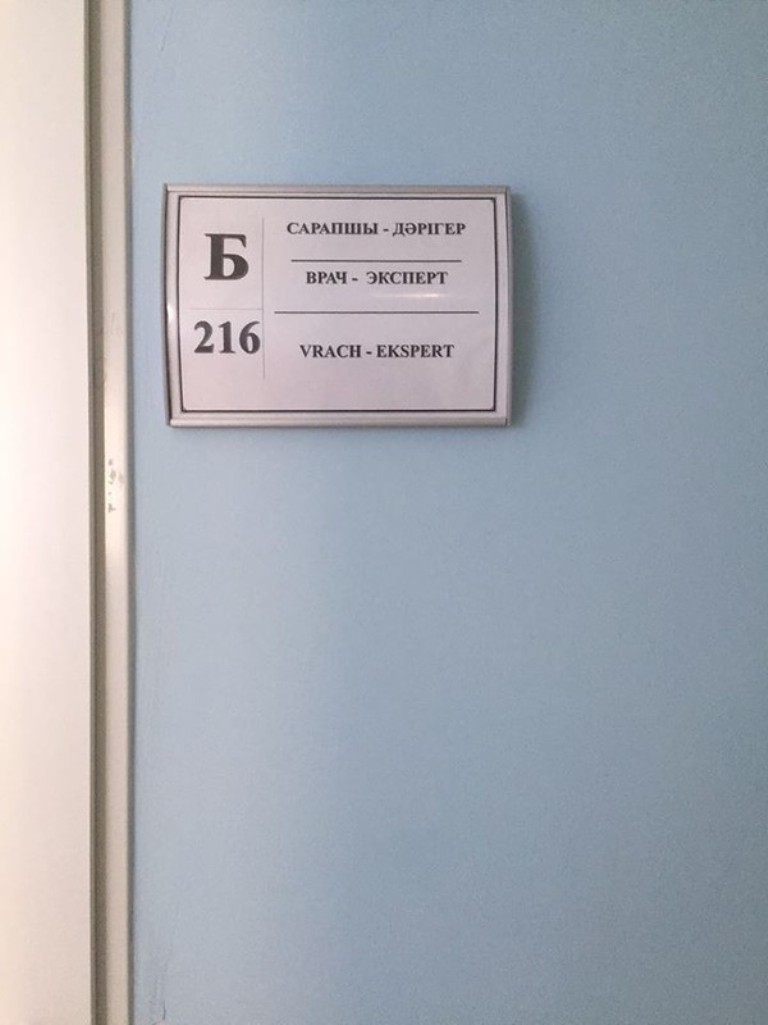 Б
216
САРАПШЫ - ДӘРІГЕР
ВРАЧ - ЭКСПЕРТ
VRACH - EKSPERT